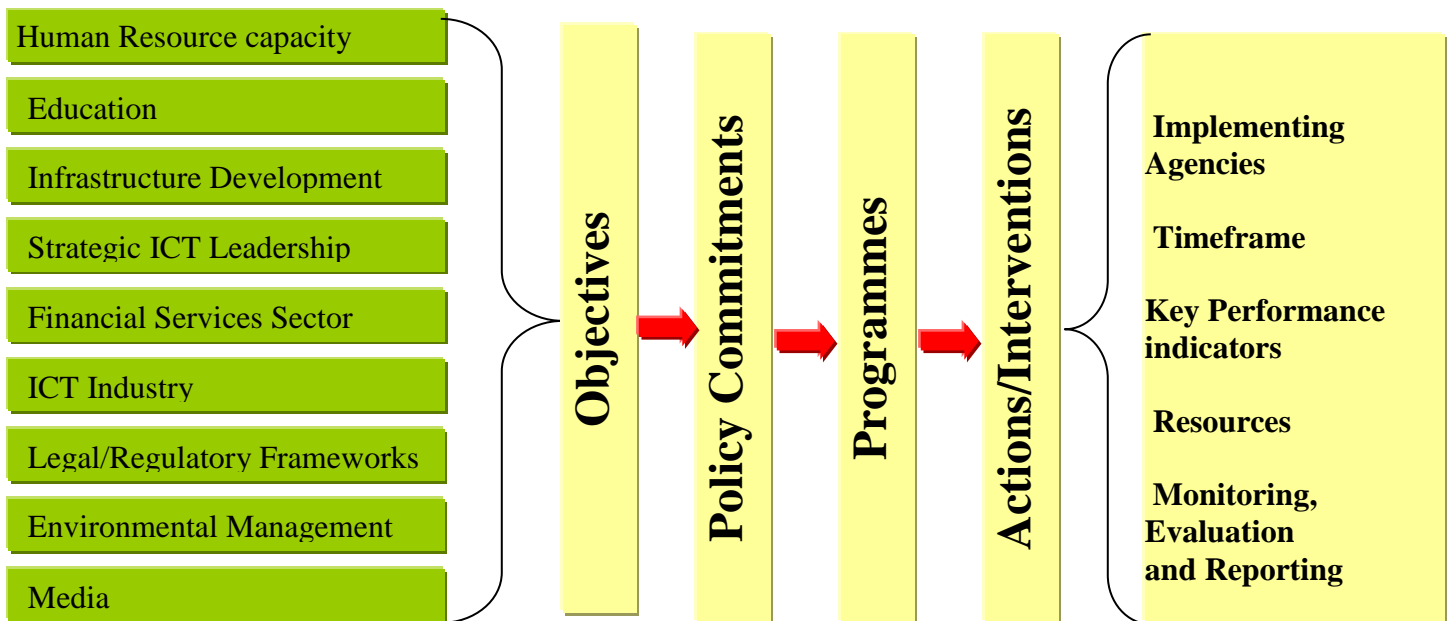 Human Resource capacity
Education
Infrastructure Development
Strategic ICT Leadership
Financial Services Sector
ICT Industry
Legal/Regulatory Frameworks
Environmental Management
Media
Objectives
Policy Commitments
Programmes
Actions/Interventions
Implementing
Agencies
Timeframe
Key Performance
indicators
Resources
Monitoring,
Evaluation
and Reporting